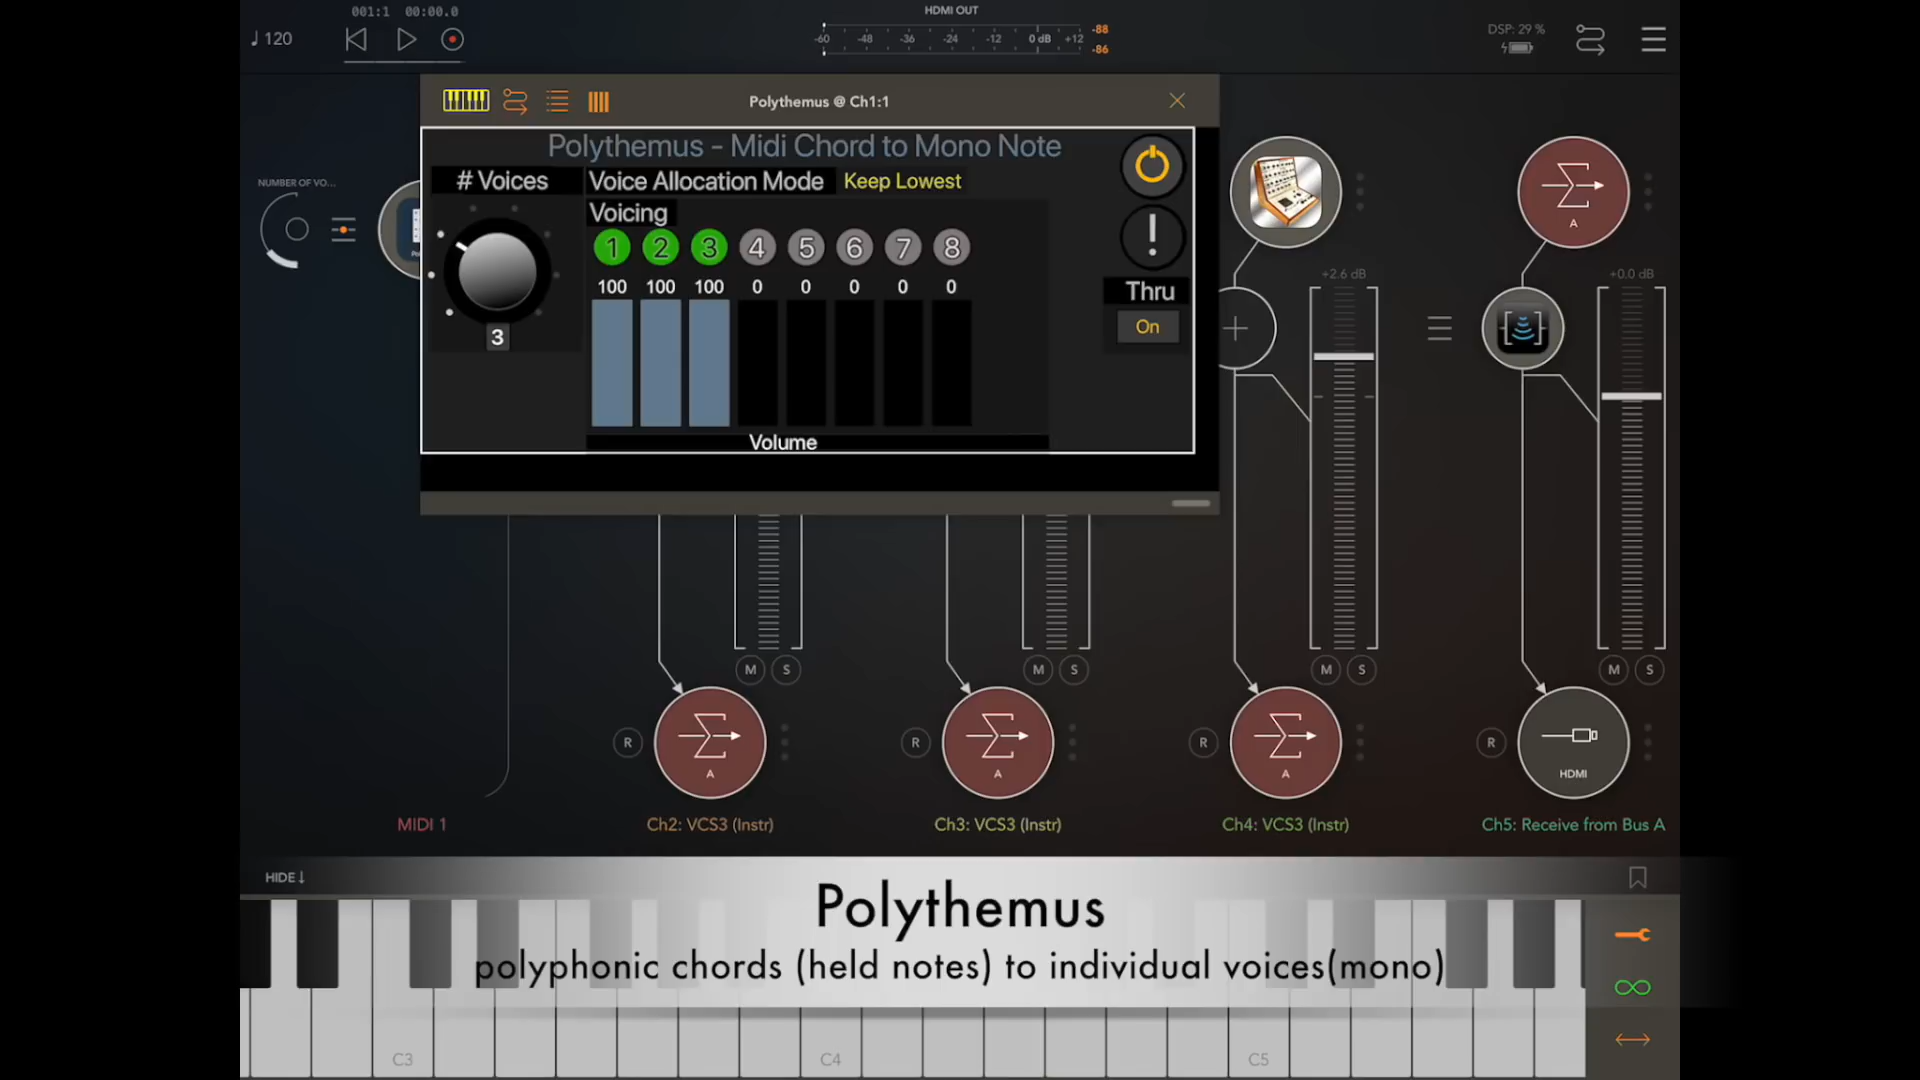 001:1 00:00.0
♩ 120
HDMI OUT
-60 -48 -36 -24 -12 0 dB +12
-88
-86
DSP: 29 %
Polythemus @ Ch1:1
Polythemus - Midi Chord to Mono Note
# Voices
Voice Allocation Mode Keep Lowest
Voicing
1 2 3 4 5 6 7 8
100 100 100 0 0 0 0 0
3
Volume
Thru
On
NUMBER OF VO...
A
+2.6 dB
+0.0 dB
M S M S M S M S
R A R A R A R HDMI
MIDI 1
Ch2: VCS3 (Instr)
Ch3: VCS3 (Instr)
Ch4: VCS3 (Instr)
Ch5: Receive from Bus A
HIDE↓
Polythemus
polyphonic chords (held notes) to individual voices(mono)
C3 C4 C5